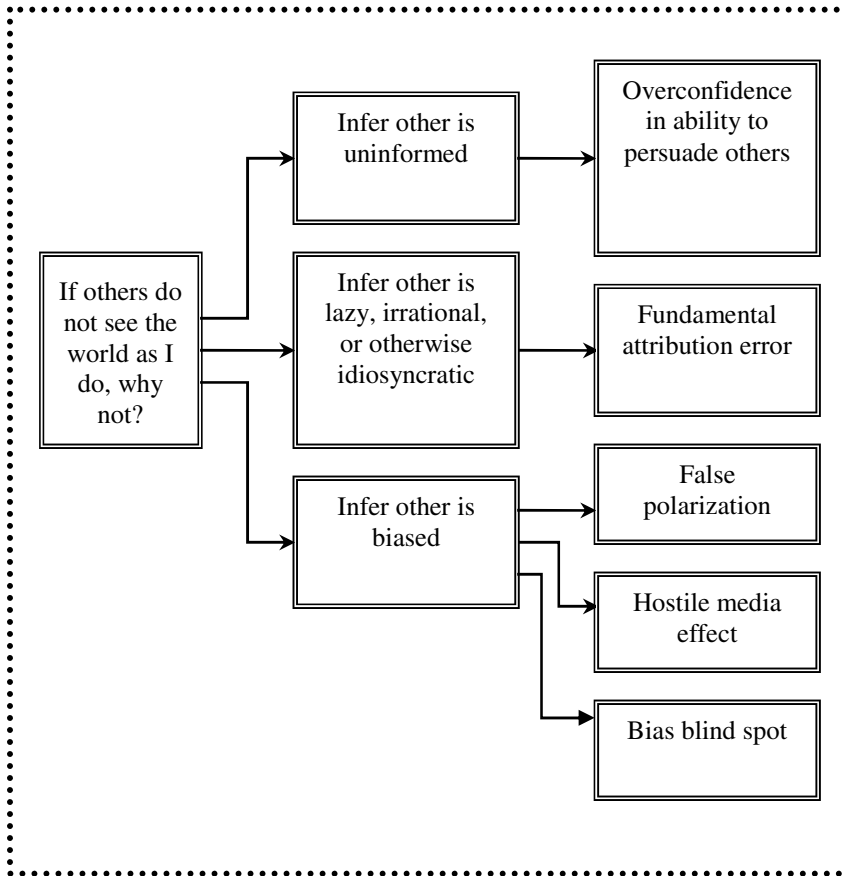 If others do
not see the
world as I
do, why
not?
Infer other is
uninformed
Infer other is
lazy, irrational,
or otherwise
idiosyncratic
Infer other is
biased
Overconfidence
in ability to
persuade others
Fundamental
attribution error
False
polarization
Hostile media
effect
Bias blind spot